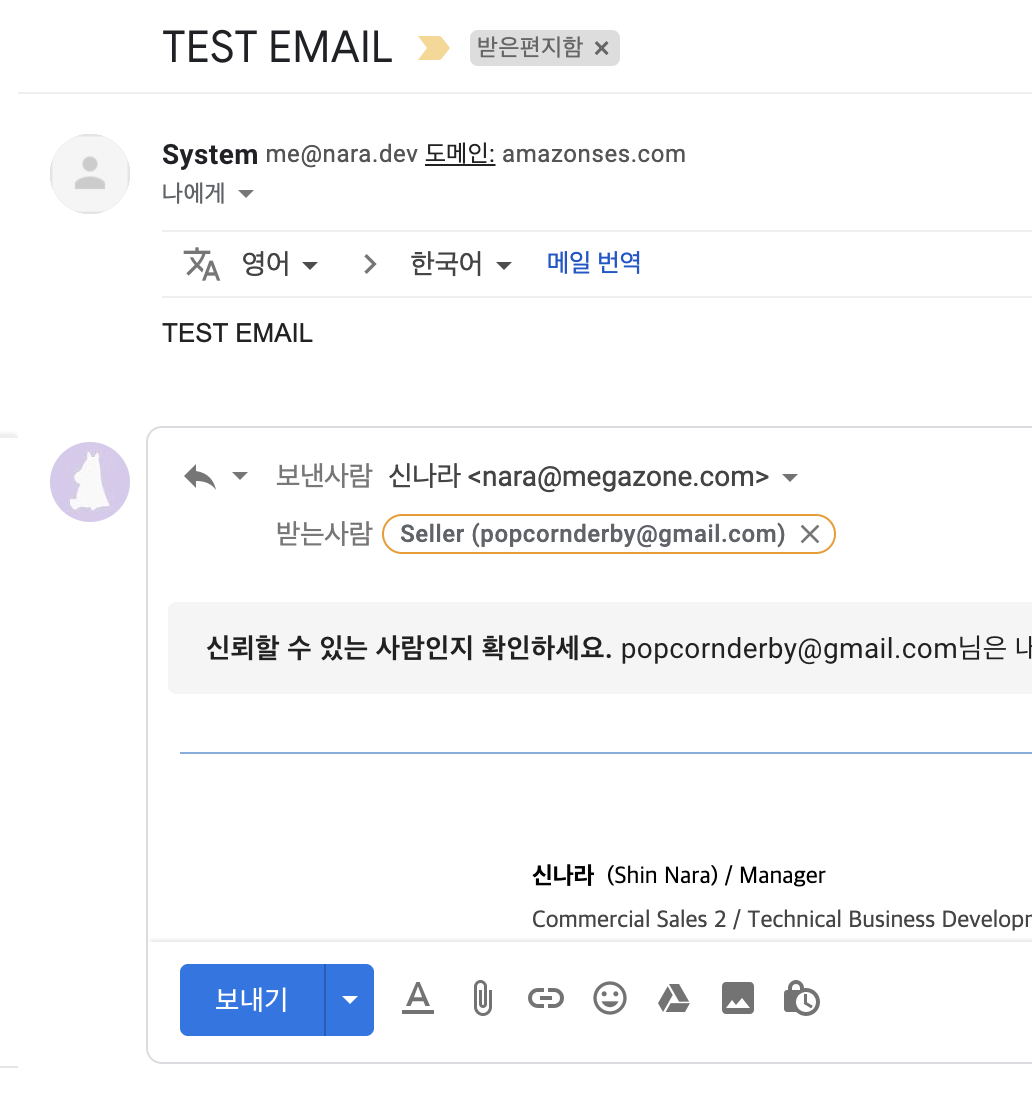 TEST EMAIL 받은편지함
System me@nara.dev 도메인: amazonses.com
나에게
영어 한국어 메일 번역
TEST EMAIL
보낸사람 신나라 <nara@megazone.com>
받는사람 Seller (popcornderby@gmail.com)
신뢰할 수 있는 사람인지 확인하세요. popcornderby@gmail.com님은
신나라 (Shin Nara) / Manager
Commercial Sales 2 / Technical Business
보내기